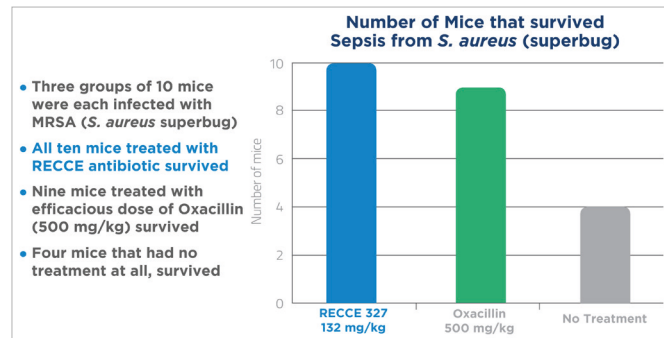 Number of Mice that survived
Sepsis from S. aureus (superbug)
• Three groups of 10 mice
were each infected with
MRSA (S. aureus superbug)
• All ten mice treated with
RECCE antibiotic survived
• Nine mice treated with
efficacious dose of Oxacillin
(500 mg/kg) survived
• Four mice that had no
treatment at all, survived
Number of mice
10
8
6
4
2
0
RECCE 327
132 mg/kg
Oxacillin
500 mg/kg
No Treatment